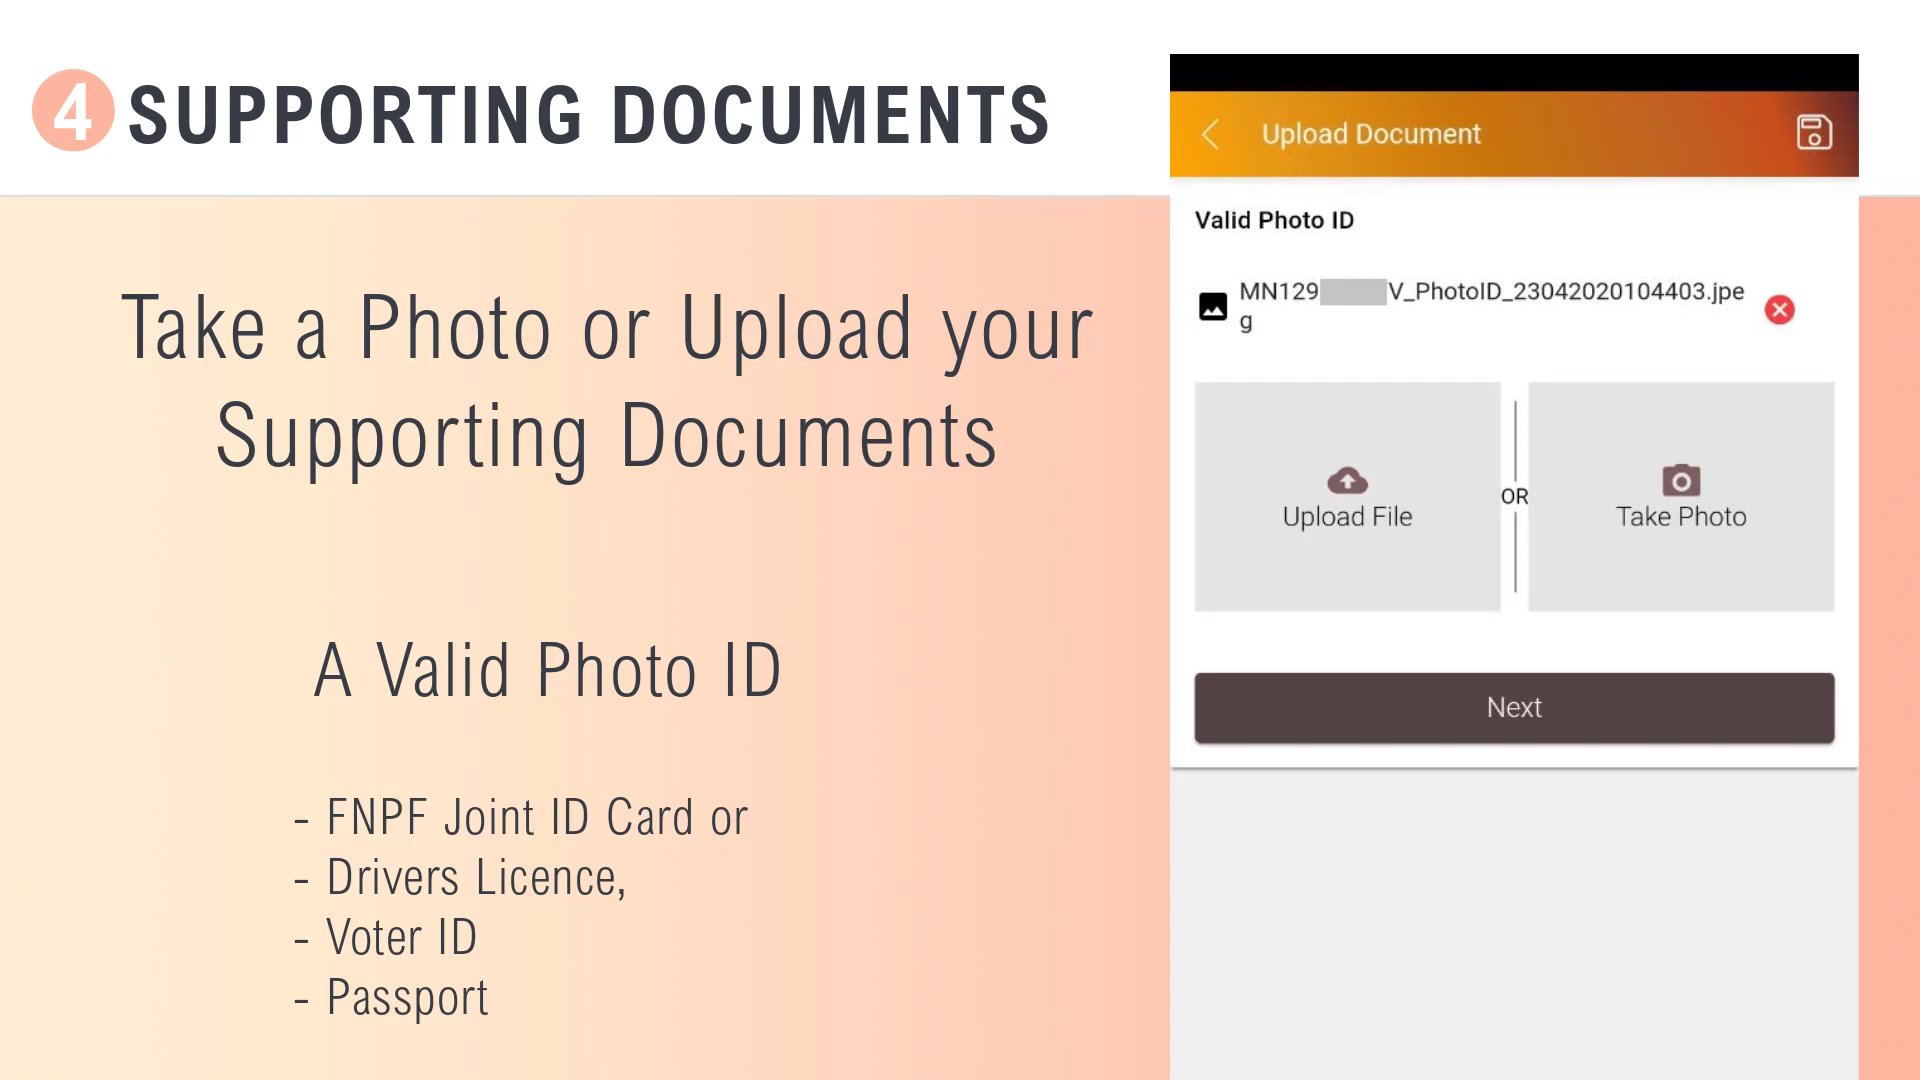 4 SUPPORTING DOCUMENTS
Take a Photo or Upload your
Supporting Documents
A Valid Photo ID
- FNPF Joint ID Card or
- Drivers Licence,
- Voter ID
- Passport
Upload Document
Valid Photo ID
MN129 V_PhotoID_23042020104403.jpe
g
Upload File
OR
Take Photo
Next